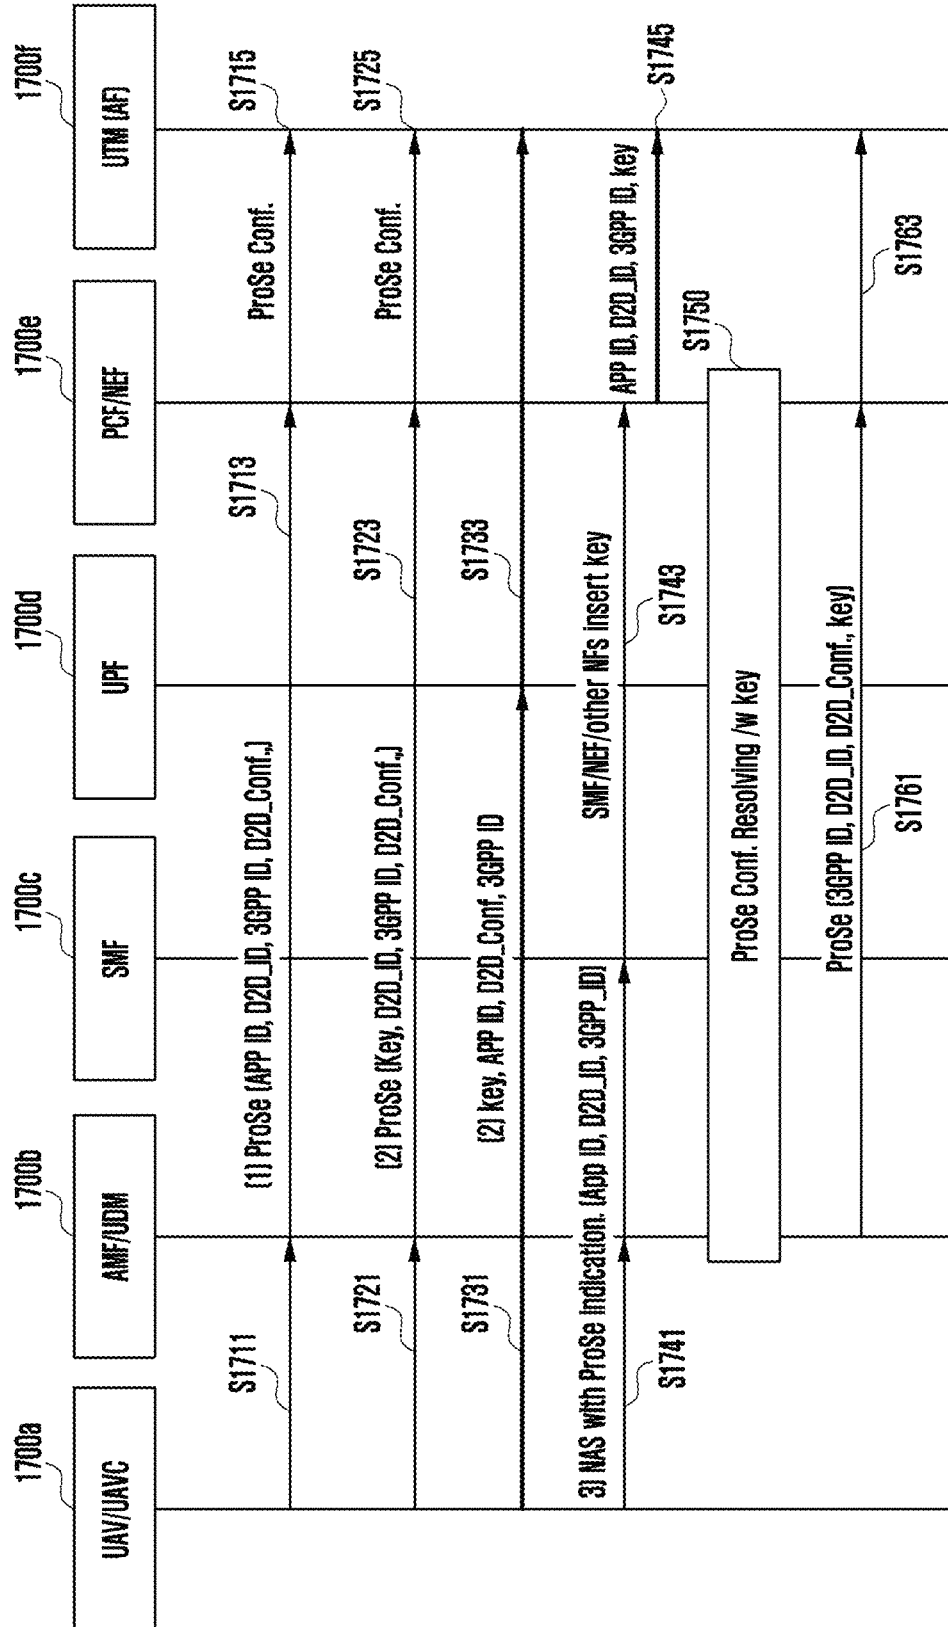 1700a
1700b
1700c
1700d
1700e
1700f
UAV/UAVC
AMF/UDM
SMF
UPF
PCF/NEF
UTM (AF)
S1711
(1) ProSe (APP ID, D2D_ID, 3GPP ID, D2D_Conf.,)
S1713
ProSe Conf.
S1715
S1721
(2) ProSe (Key, D2D_ID, 3GPP ID, D2D_Conf.,)
S1723
ProSe Conf.
S1725
S1731
(2) key, APP ID, D2D_Conf, 3GPP ID
S1733
3) NAS with ProSe Indication. (App ID, D2D_ID, 3GPP_ID)
S1741
SMF/NEF/other NFs insert key
S1743
APP ID, D2D_ID, 3GPP ID, key
S1745
ProSe Conf. Resolving /w key
S1750
ProSe (3GPP ID, D2D_ID, D2D_Conf., key)
S1761
S1763